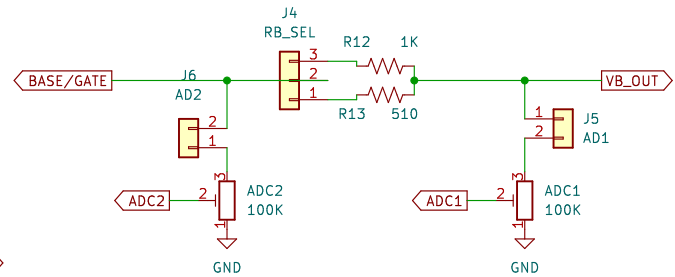 J4
RB_SEL
R12 1K
3
BASE/GATE J6 2 VB_OUT
AD2 1
R13 510
2 1 J5
1 2 AD1
3 ADC2 3 ADC1
ADC2 2 100K ADC1 2 100K
1 1
GND GND